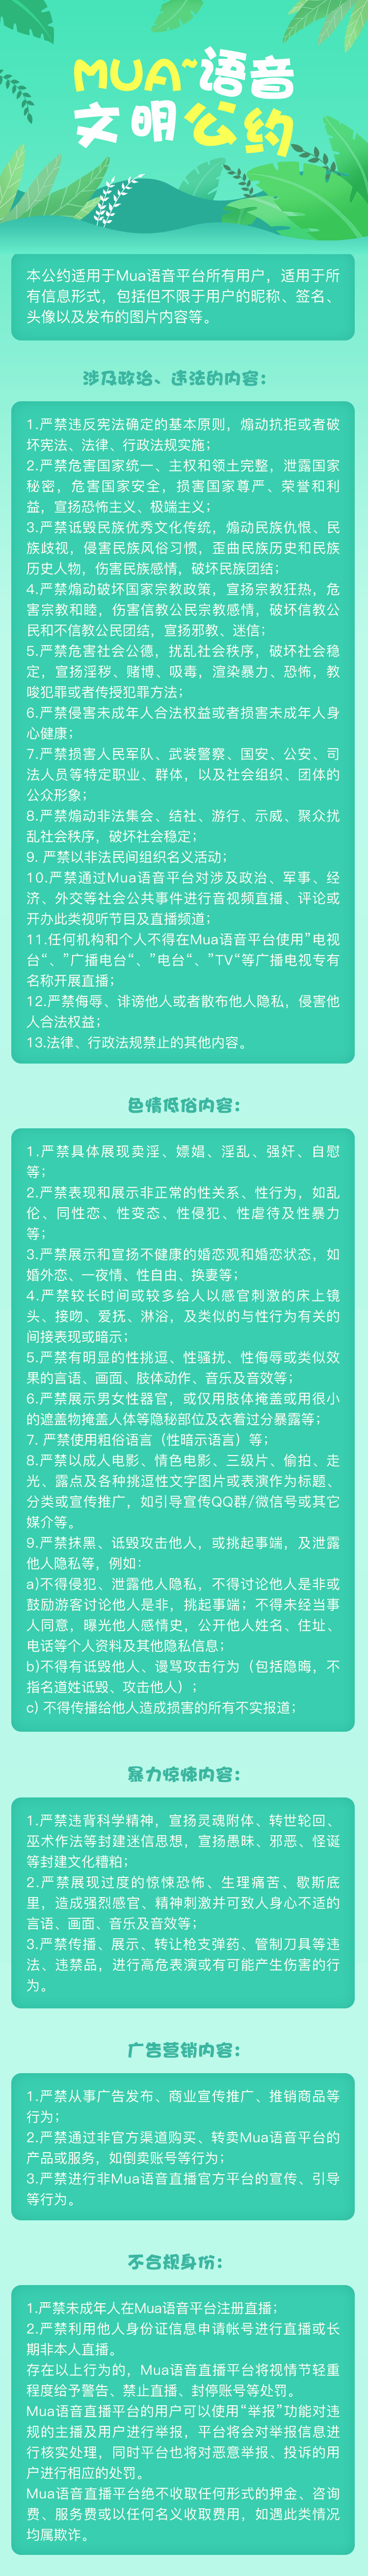 MUA~语音
文明公约
本公约适用于Mua语音平台所有用户，适用于所
有信息形式，包括但不限于用户的昵称、签名、
头像以及发布的图片内容等。
涉及政治、违法的内容：
1.严禁违反宪法确定的基本原则，煽动抗拒或者破
坏宪法、法律、行政法规实施；
2.严禁危害国家统一、主权和领土完整，泄露国家
秘密，危害国家安全，损害国家尊严、荣誉和利
益，宣扬恐怖主义、极端主义；
3.严禁诋毁民族优秀文化传统，煽动民族仇恨、民
族歧视，侵害民族风俗习惯，歪曲民族历史和民族
历史人物，伤害民族感情，破坏民族团结；
4.严禁煽动破坏国家宗教政策，宣扬宗教狂热，危
害宗教和睦，伤害信教公民宗教感情，破坏信教公
民和不信教公民团结，宣扬邪教、迷信；
5.严禁危害社会公德，扰乱社会秩序，破坏社会稳
定，宣扬淫秽、赌博、吸毒，渲染暴力、恐怖，教
唆犯罪或者传授犯罪方法；
6.严禁侵害未成年人合法权益或者损害未成年人身
心健康；
7.严禁损害人民军队、武装警察、国安、公安、司
法人员等特定职业、群体，以及社会组织、团体的
公众形象；
8.严禁煽动非法集会、结社、游行、示威、聚众扰
乱社会秩序，破坏社会稳定；
9. 严禁以非法民间组织名义活动；
10.严禁通过Mua语音平台对涉及政治、军事、经
济、外交等社会公共事件进行音视频直播、评论或
开办此类视听节目及直播频道；
11.任何机构和个人不得在Mua语音平台使用”电视
台“、”广播电台“、”电台“、”TV“等广播电视专有
名称开展直播；
12.严禁侮辱、诽谤他人或者散布他人隐私，侵害他
人合法权益；
13.法律、行政法规禁止的其他内容。
色情低俗内容：
1.严禁具体展现卖淫、嫖娼、淫乱、强奸、自慰
等；
2.严禁表现和展示非正常的性关系、性行为，如乱
伦、同性恋、性变态、性侵犯、性虐待及性暴力
等；
3.严禁展示和宣扬不健康的婚恋观和婚恋状态，如
婚外恋、一夜情、性自由、换妻等；
4.严禁较长时间或较多给人以感官刺激的床上镜
头、接吻、爱抚、淋浴，及类似的与性行为有关的
间接表现或暗示；
5.严禁有明显的性挑逗、性骚扰、性侮辱或类似效
果的言语、画面、肢体动作、音乐及音效等；
6.严禁展示男女性器官，或仅用肢体掩盖或用很小
的遮盖物掩盖人体等隐秘部位及衣着过分暴露等；
7. 严禁使用粗俗语言（性暗示语言）等；
8.严禁以成人电影、情色电影、三级片、偷拍、走
光、露点及各种挑逗性文字图片或表演作为标题、
分类或宣传推广，如引导宣传QQ群/微信号或其它
媒介等。
9.严禁抹黑、诋毁攻击他人，或挑起事端，及泄露
他人隐私等，例如：
a)不得侵犯、泄露他人隐私，不得讨论他人是非或
鼓励游客讨论他人是非，挑起事端；不得未经当事
人同意，曝光他人感情史，公开他人姓名、住址、
电话等个人资料及其他隐私信息；
b)不得有诋毁他人、谩骂攻击行为（包括隐晦，不
指名道姓诋毁、攻击他人）；
c) 不得传播给他人造成损害的所有不实报道；
暴力惊悚内容：
1.严禁违背科学精神，宣扬灵魂附体、转世轮回、
巫术作法等封建迷信思想，宣扬愚昧、邪恶、怪诞
等封建文化糟粕；
2.严禁展现过度的惊悚恐怖、生理痛苦、歇斯底
里，造成强烈感官、精神刺激并可致人身心不适的
言语、画面、音乐及音效等；
3.严禁传播、展示、转让枪支弹药、管制刀具等违
法、违禁品，进行高危表演或有可能产生伤害的行
为。
广告营销内容：
1.严禁从事广告发布、商业宣传推广、推销商品等
行为；
2.严禁通过非官方渠道购买、转卖Mua语音平台的
产品或服务，如倒卖账号等行为；
3.严禁进行非Mua语音直播官方平台的宣传、引导
等行为。
不合规身份：
1.严禁未成年人在Mua语音平台注册直播；
2.严禁利用他人身份证信息申请帐号进行直播或长
期非本人直播。
存在以上行为的，Mua语音直播平台将视情节轻重
程度给予警告、禁止直播、封停账号等处罚。
Mua语音直播平台的用户可以使用“举报”功能对违
规的主播及用户进行举报，平台将会对举报信息进
行核实处理，同时平台也将对恶意举报、投诉的用
户进行相应的处罚。
Mua语音直播平台绝不收取任何形式的押金、咨询
费、服务费或以任何名义收取费用，如遇此类情况
均属欺诈。